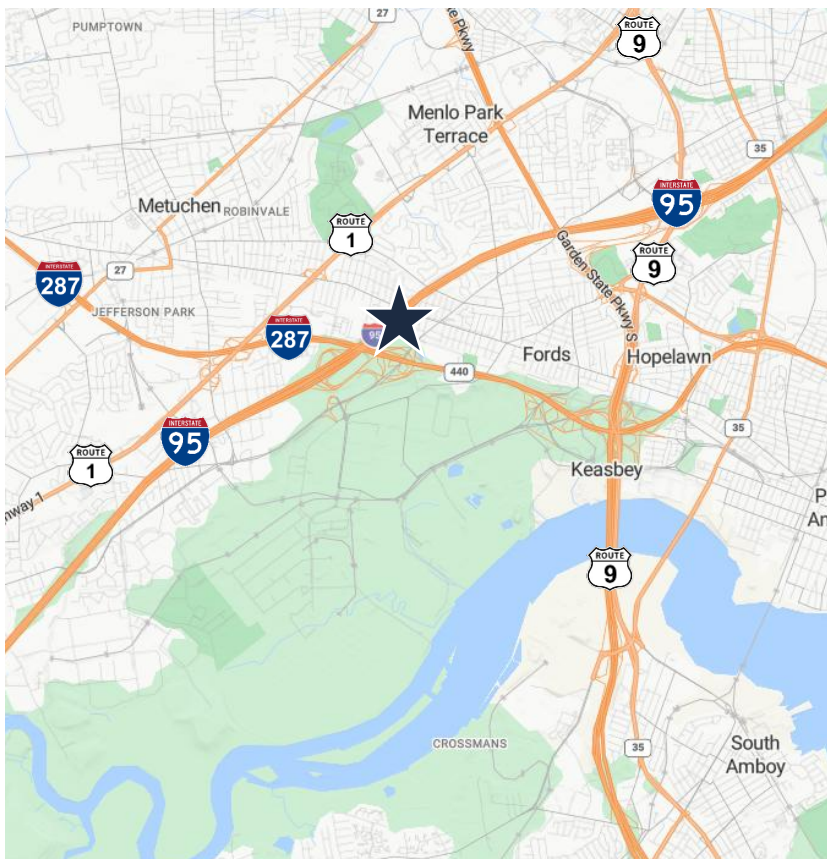 PUMPTOWN
27
ROUTE
9
Pkwy
Menlo Park
Terrace
35
INTERSTATE
95
Metuchen
ROBINVALE
ROUTE
1
Garden State Pkwy S
ROUTE
9
27
INTERSTATE
287
JEFFERSON PARK
INTERSTATE
287
95
Fords
Hopelawn
440
INTERSTATE
95
35
ROUTE
1
Keasbey
hway 1
ROUTE
9
CROSSMANS
35
South
Amboy